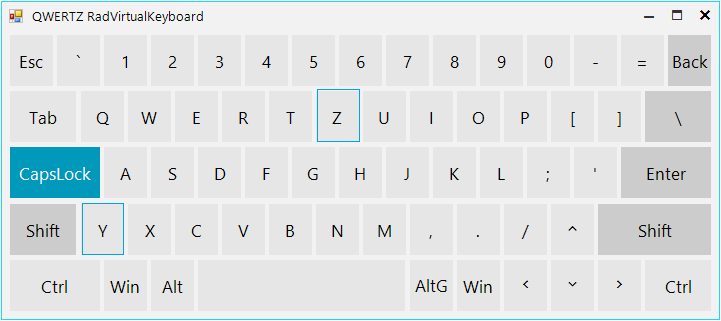 QWERTZ RadVirtualKeyboard
Esc ` 1 2 3 4 5 6 7 8 9 0 - = Back
Tab Q W E R T Z U I O P [ ] \
CapsLock A S D F G H J K L ; ' Enter
Shift Y X C V B N M , . / ^ Shift
Ctrl Win Alt AltG Win < ⌄ > Ctrl